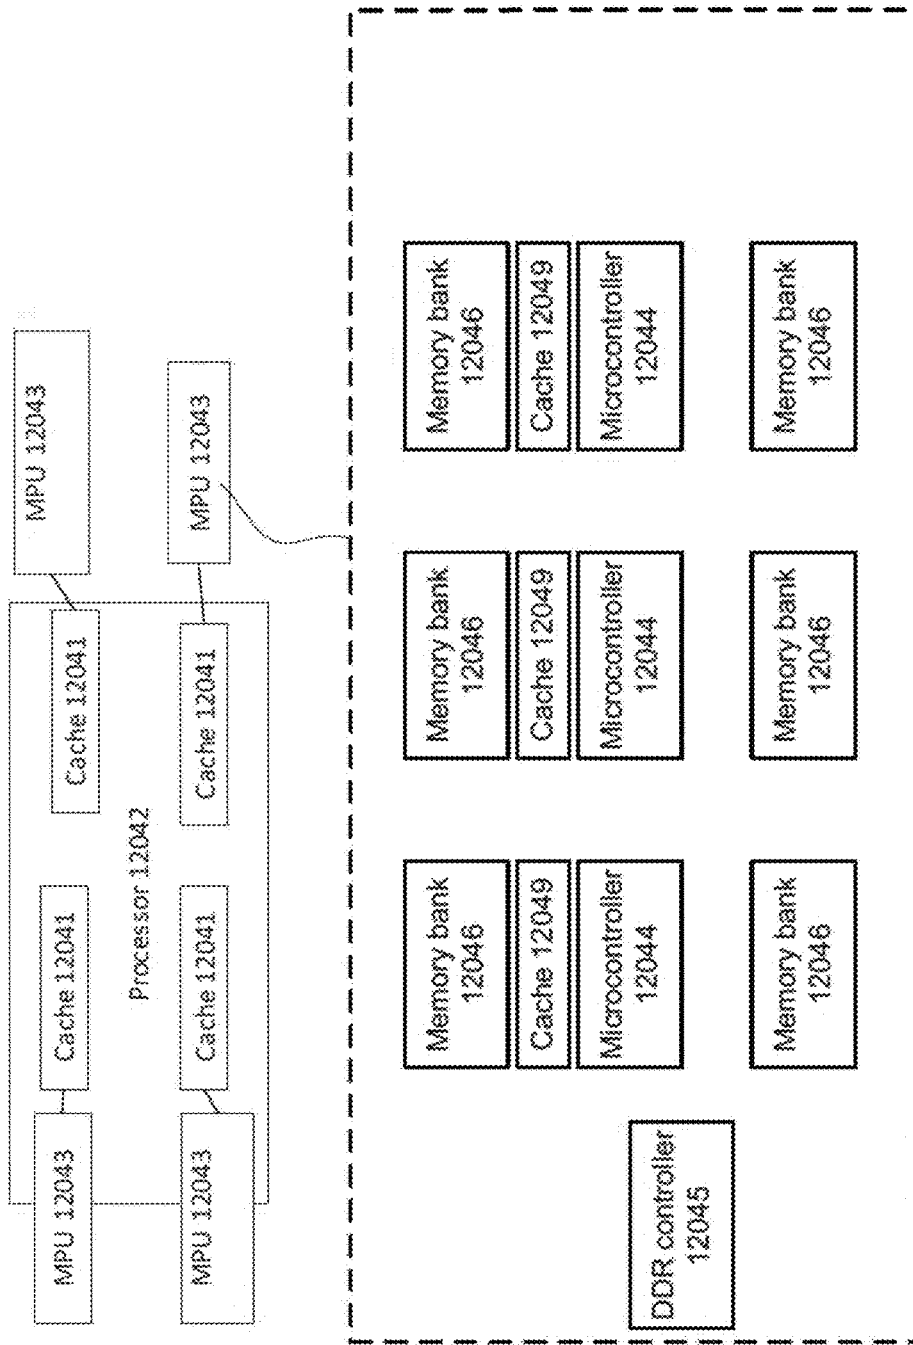 MPU 12043
Cache 12041
Cache 12041
MPU 12043
Processor 12042
MPU 12043
Cache 12041
Cache 12041
MPU 12043
Memory bank
12046
Memory bank
12046
Memory bank
12046
Cache 12049
Cache 12049
Cache 12049
Microcontroller
12044
Microcontroller
12044
Microcontroller
12044
DDR controller
12045
Memory bank
12046
Memory bank
12046
Memory bank
12046